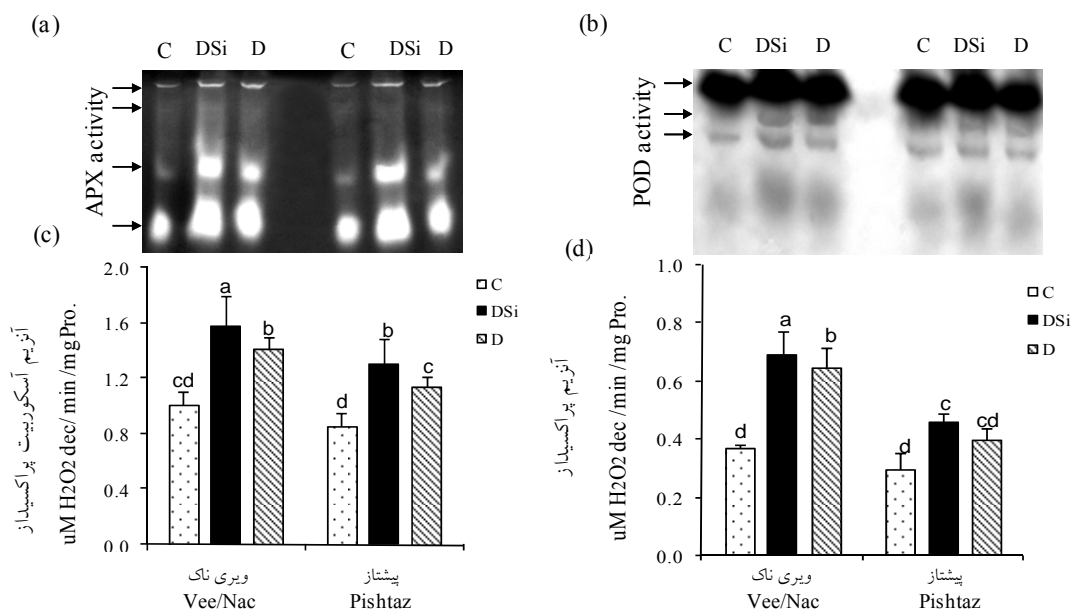 (a)
C DSi D C DSi D
APX activity
(b)
C DSi D C DSi D
POD activity
(c)
آنزیم آسکوربیت پراکسیداز
uM H2O2 dec/ min /mg Pro.
1.6
1.2
0.8
0.4
0.0
cd a b d b c
C
DSi
D
ویری ناک پیشتاز
Vee/Nac Pishtaz
(d)
آنزیم پراکسیداز
uM H2O2 dec /min /mg Pro.
1.0
0.8
0.6
0.4
0.2
0.0
d a b d c cd
C
DSi
D
ویری ناک پیشتاز
Vee/Nac Pishtaz